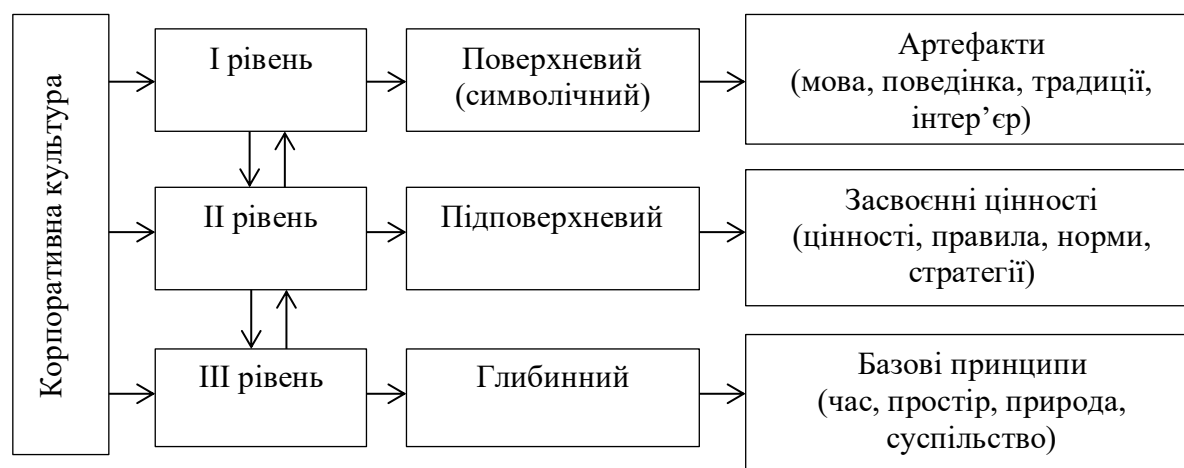 Корпоративна культура
І рівень
Поверхневий
(символічний)
Артефакти
(мова, поведінка, традиції,
інтер’єр)
ІІ рівень
Підповерхневий
Засвоєнні цінності
(цінності, правила, норми,
стратегії)
ІІІ рівень
Глибинний
Базові принципи
(час, простір, природа,
суспільство)